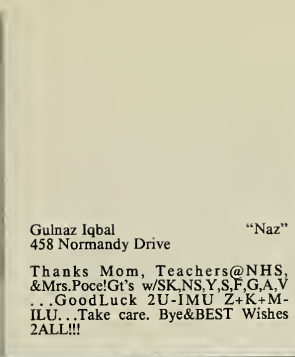 Gulnaz Iqbal "Naz"
458 Normandy Drive
Thanks Mom, Teachers@NHS,
&Mrs.Poce!Gt's w/SK,NS,Y,S,F,G,A,V
...GoodLuck 2U-IMU Z+K+M-
ILU...Take care. Bye&BEST Wishes
2ALL!!!